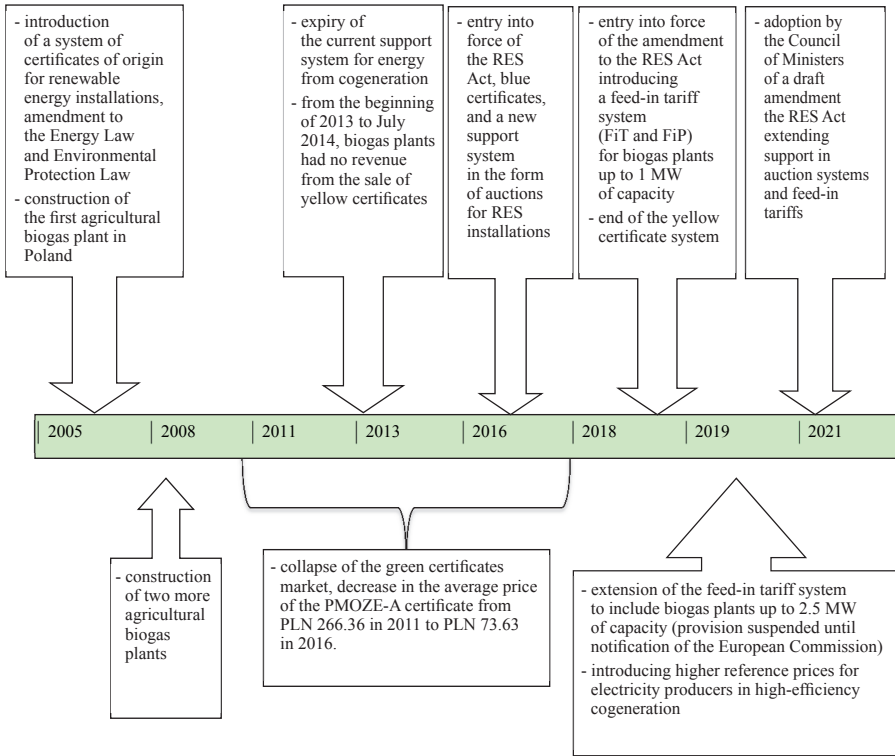 - introduction
of a system of
certificates of origin
for renewable
energy installations,
amendment to
the Energy Law
and Environmental
Protection Law
- construction of
the first agricultural
biogas plant in
Poland
- expiry of
the current support
system for energy
from cogeneration
- from the beginning
of 2013 to July
2014, biogas plants
had no revenue
from the sale of
yellow certificates
- entry into
force of
the RES
Act, blue
certificates,
and a new
support
system
in the form
of auctions
for RES
installations
- entry into force
of the amendment
to the RES Act
introducing
a feed-in tariff
system
(FiT and FiP)
for biogas plants
up to 1 MW
of capacity
- end of the yellow
certificate system
- adoption by
the Council
of Ministers
of a draft
amendment
the RES Act
extending
support in
auction systems
and feed-in
tariffs
2005 2008 2011 2013 2016 2018 2019 2021
- construction
of two more
agricultural
biogas
plants
- collapse of the green certificates
market, decrease in the average price
of the PMOZE-A certificate from
PLN 266.36 in 2011 to PLN 73.63
in 2016.
- extension of the feed-in tariff system
to include biogas plants up to 2.5 MW
of capacity (provision suspended until
notification of the European Commission)
- introducing higher reference prices for
electricity producers in high-efficiency
cogeneration